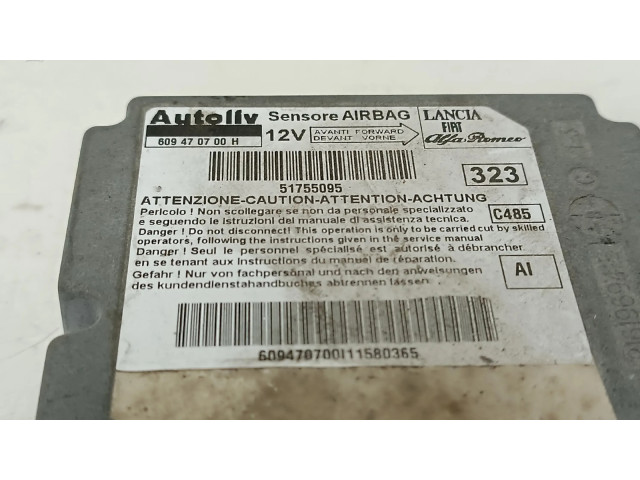 Autoliv
Sensore AIRBAG
LANCIA
FIAT
Alfa Romeo
609 47 07 00 H
12V
AVANTI FORWARD
DEVANT VORNE
51755095
323
ATTENZIONE-CAUTION-ATTENTION-ACHTUNG
Pericolo ! Non scollegare se non da personale specializzato
e seguendo le istruzioni del manuale di assistenza tecnica.
C485
Danger ! Do not disconnect! This operation is only to be carried cut by skilled
operators, following the instructions given in the service manual
Danger ! Seul le personnel spécialisé est autorisé à débrancher
en se tenant aux instructions du manuel de réparation.
AI
Gefahr ! Nur von fachpersonal und nach den anweisungen
des kundendienstahandbuches abtrennen lassen.
609470700I11580365